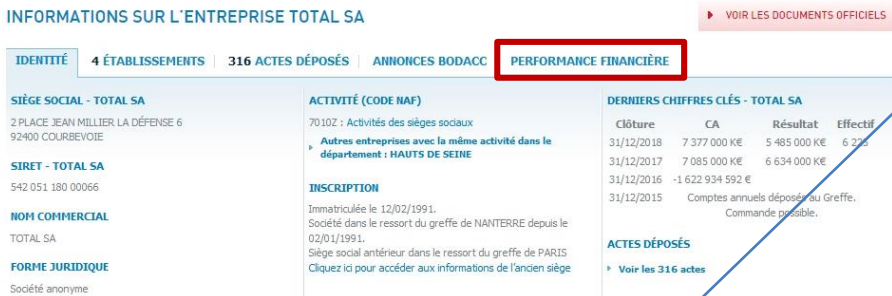 INFORMATIONS SUR L'ENTREPRISE TOTAL SA
VOIR LES DOCUMENTS OFFICIELS
IDENTITÉ
4 ÉTABLISSEMENTS
316 ACTES DÉPOSÉS
ANNONCES BODACC
PERFORMANCE FINANCIÈRE
SIÈGE SOCIAL - TOTAL SA
2 PLACE JEAN MILLIER LA DÉFENSE 6
92400 COURBEVOIE
SIRET - TOTAL SA
542 051 180 00066
NOM COMMERCIAL
TOTAL SA
FORME JURIDIQUE
Société anonyme
ACTIVITÉ (CODE NAF)
7010Z : Activités des sièges sociaux
Autres entreprises avec la même activité dans le
département : HAUTS DE SEINE
INSCRIPTION
Immatriculée le 12/02/1991.
Société dans le ressort du greffe de NANTERRE depuis le
02/01/1991.
Siège social antérieur dans le ressort du greffe de PARIS
Cliquez ici pour accéder aux informations de l'ancien siège
DERNIERS CHIFFRES CLÉS - TOTAL SA
Clôture CA Résultat Effectif
31/12/2018 7 377 000 K€ 5 485 000 K€ 6 225
31/12/2017 7 085 000 K€ 6 634 000 K€
31/12/2016 -1 622 934 592 €
31/12/2015 Comptes annuels déposés au Greffe.
Commande possible.
ACTES DÉPOSÉS
Voir les 316 actes